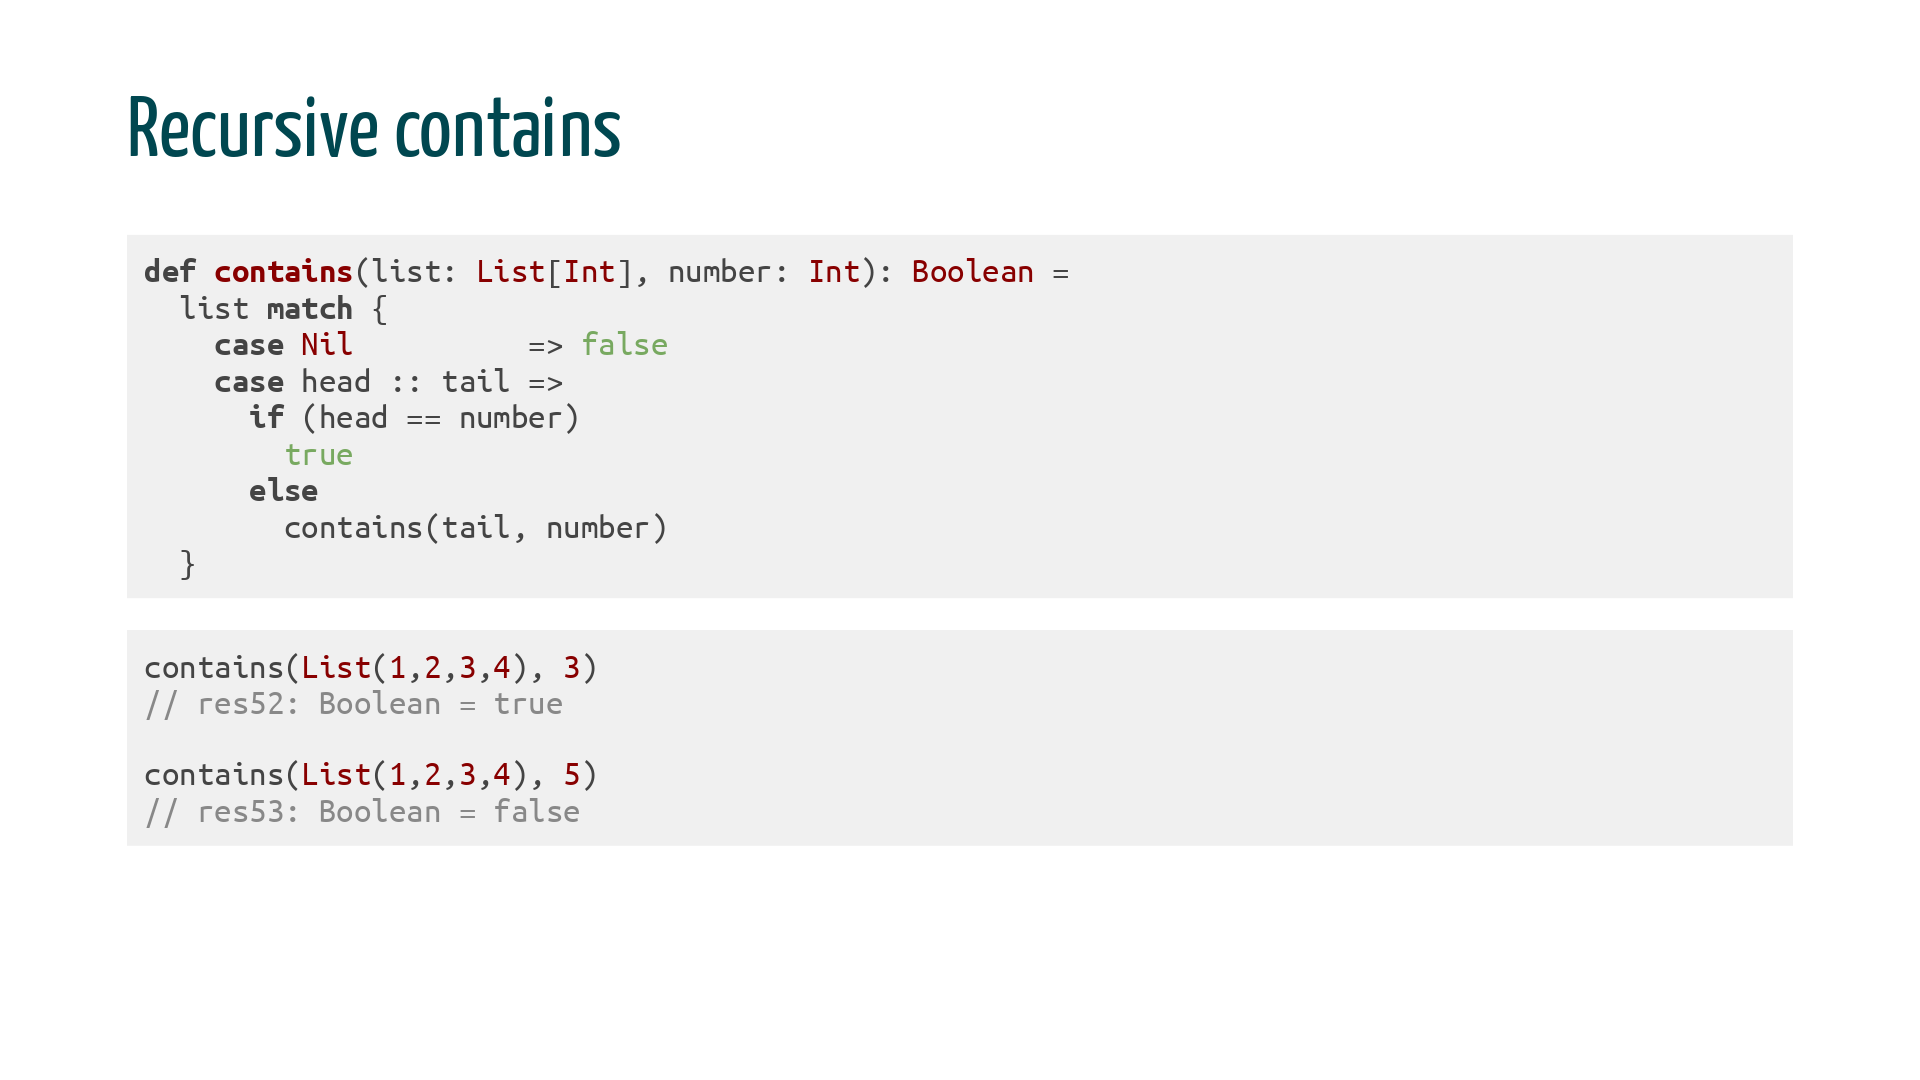 Recursive contains
def contains(list: List[Int], number: Int): Boolean =
  list match {
    case Nil          => false
    case head :: tail =>
      if (head == number)
        true
      else
        contains(tail, number)
  }
contains(List(1,2,3,4), 3)
// res52: Boolean = true
contains(List(1,2,3,4), 5)
// res53: Boolean = false